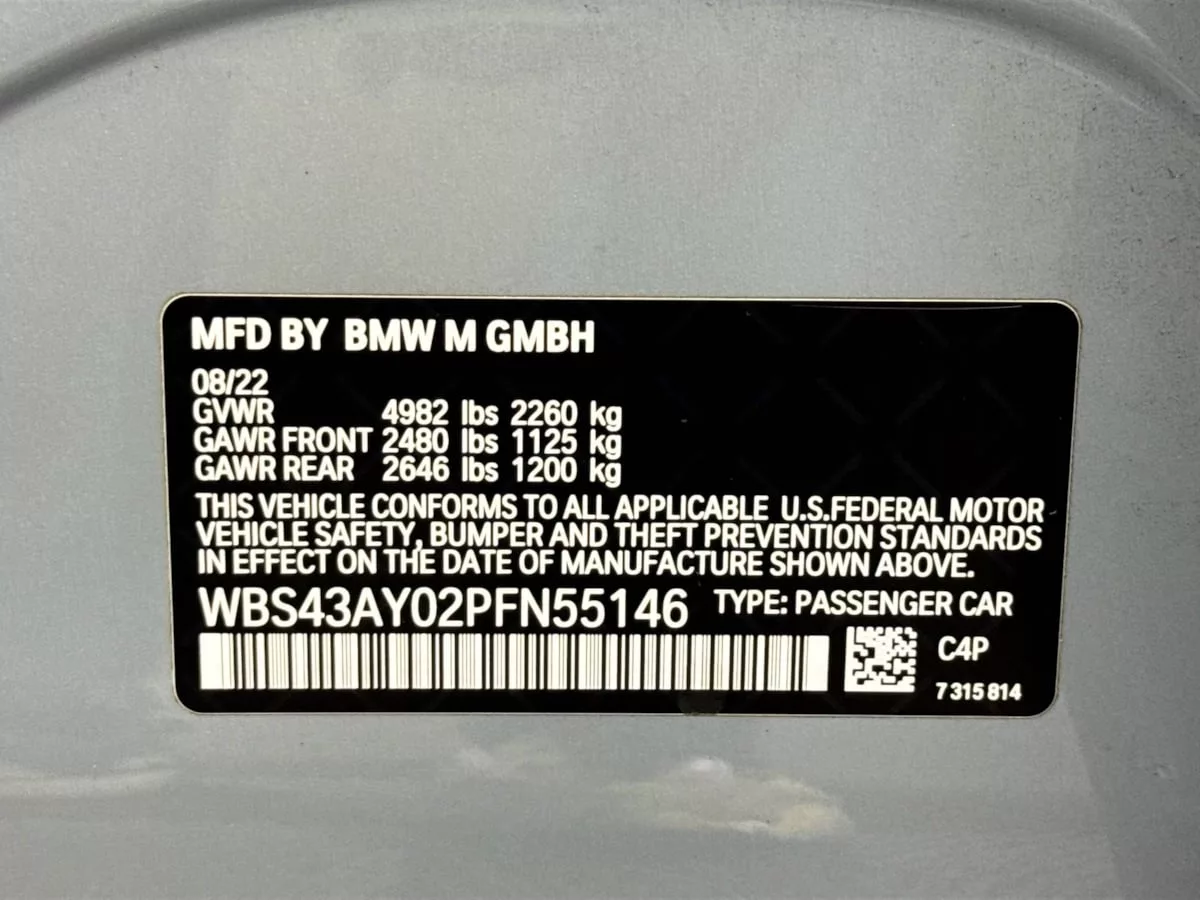 MFD BY BMW M GMBH
08/22
GVWR 4982 lbs 2260 kg
GAWR FRONT 2480 lbs 1125 kg
GAWR REAR 2646 lbs 1200 kg
THIS VEHICLE CONFORMS TO ALL APPLICABLE U.S.FEDERAL MOTOR
VEHICLE SAFETY, BUMPER AND THEFT PREVENTION STANDARDS
IN EFFECT ON THE DATE OF MANUFACTURE SHOWN ABOVE.
WBS43AY02PFN55146 TYPE: PASSENGER CAR
C4P
7 315 814